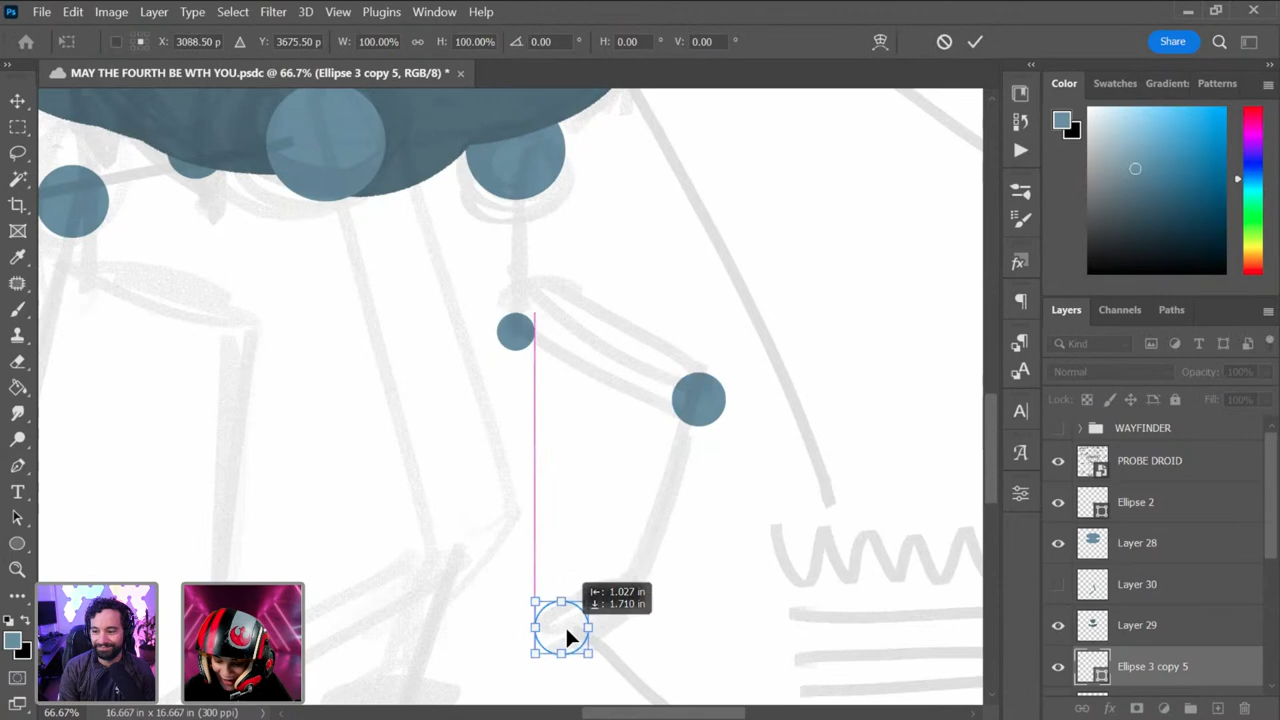 Ps File Edit Image Layer Type Select Filter 3D View Plugins Window Help
X: 3088.50 p Y: 3675.50 p W: 100.00% H: 100.00% 0.00 ° H: 0.00 ° V: 0.00 ° Share
MAY THE FOURTH BE WTH YOU.psdc @ 66.7% (Ellipse 3 copy 5, RGB/8) *
Color Swatches Gradient: Patterns
Layers Channels Paths
Kind
Normal Opacity: 100%
Lock: Fill: 100%
WAYFINDER
PROBE DROID
Ellipse 2
Layer 28
Layer 30
Layer 29
Ellipse 3 copy 5
: 1.027 in
: 1.710 in
66.67% 16.667 in x 16.667 in (300 ppi)